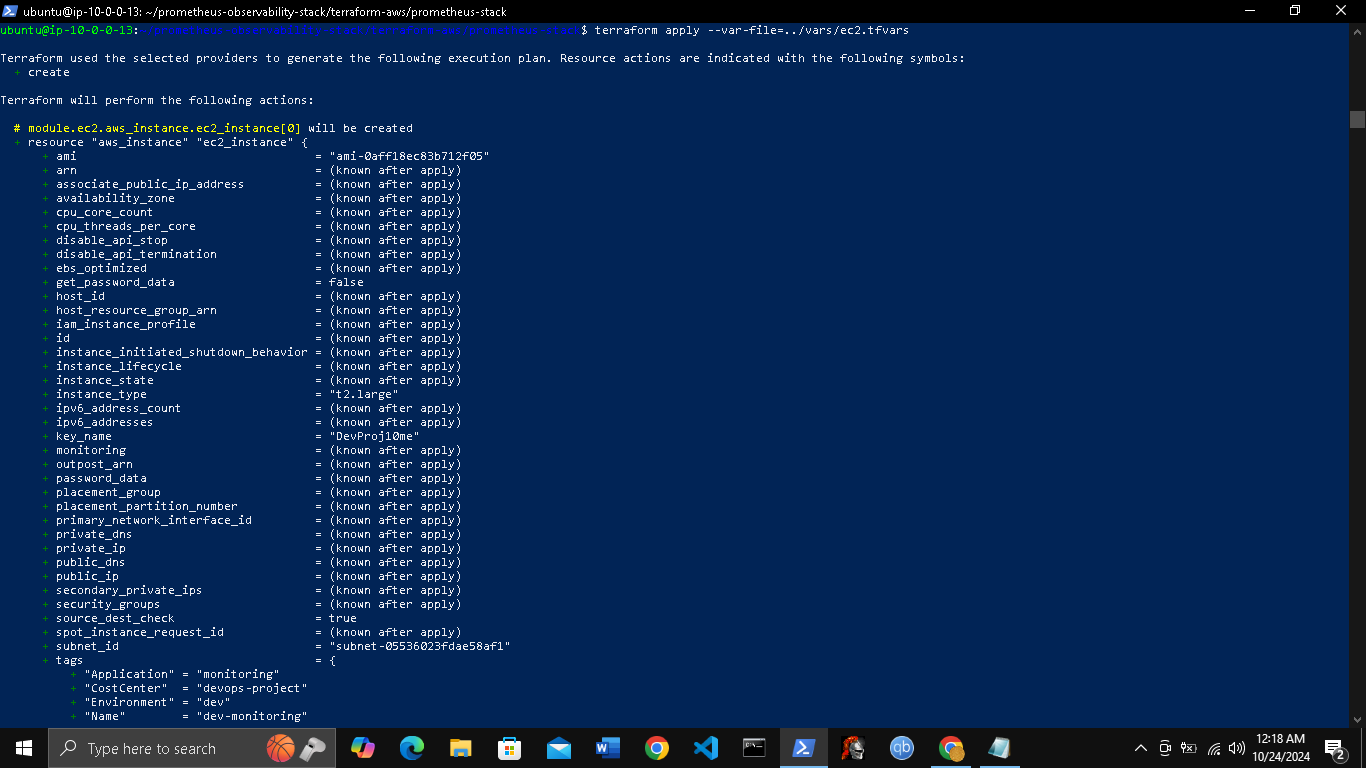 ubuntu@ip-10-0-0-13: ~/prometheus-observability-stack/terraform-aws/prometheus-stack
ubuntu@ip-10-0-0-13:~/prometheus-observability-stack/terraform-aws/prometheus-stack$ terraform apply --var-file=../vars/ec2.tfvars
Terraform used the selected providers to generate the following execution plan. Resource actions are indicated with the following symbols:
+ create
Terraform will perform the following actions:
# module.ec2.aws_instance.ec2_instance[0] will be created
+ resource "aws_instance" "ec2_instance" {
+ ami = "ami-0aff18ec83b712f05"
+ arn = (known after apply)
+ associate_public_ip_address = (known after apply)
+ availability_zone = (known after apply)
+ cpu_core_count = (known after apply)
+ cpu_threads_per_core = (known after apply)
+ disable_api_stop = (known after apply)
+ disable_api_termination = (known after apply)
+ ebs_optimized = (known after apply)
+ get_password_data = false
+ host_id = (known after apply)
+ host_resource_group_arn = (known after apply)
+ iam_instance_profile = (known after apply)
+ id = (known after apply)
+ instance_initiated_shutdown_behavior = (known after apply)
+ instance_lifecycle = (known after apply)
+ instance_state = (known after apply)
+ instance_type = "t2.large"
+ ipv6_address_count = (known after apply)
+ ipv6_addresses = (known after apply)
+ key_name = "DevProj10me"
+ monitoring = (known after apply)
+ outpost_arn = (known after apply)
+ password_data = (known after apply)
+ placement_group = (known after apply)
+ placement_partition_number = (known after apply)
+ primary_network_interface_id = (known after apply)
+ private_dns = (known after apply)
+ private_ip = (known after apply)
+ public_dns = (known after apply)
+ public_ip = (known after apply)
+ secondary_private_ips = (known after apply)
+ security_groups = (known after apply)
+ source_dest_check = true
+ spot_instance_request_id = (known after apply)
+ subnet_id = "subnet-05536023fdae58af1"
+ tags = {
+ "Application" = "monitoring"
+ "CostCenter" = "devops-project"
+ "Environment" = "dev"
+ "Name" = "dev-monitoring"
Type here to search
12:18 AM
10/24/2024
2